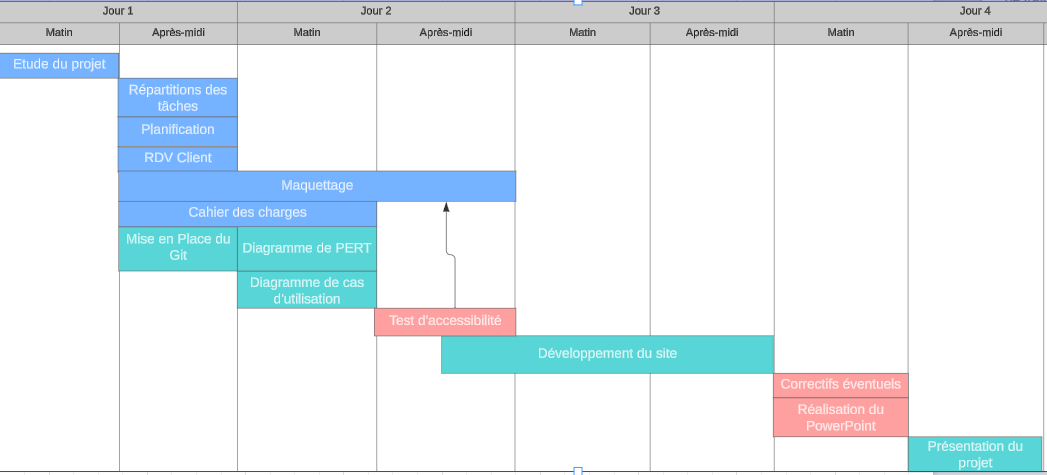 Jour 1 Jour 2 Jour 3 Jour 4
Matin Après-midi Matin Après-midi Matin Après-midi Matin Après-midi
Etude du projet
Répartitions des
tâches
Planification
RDV Client
Maquettage
Cahier des charges
Mise en Place du
Git
Diagramme de PERT
Diagramme de cas
d'utilisation
Test d'accessibilité
Développement du site
Correctifs éventuels
Réalisation du
PowerPoint
Présentation du
projet